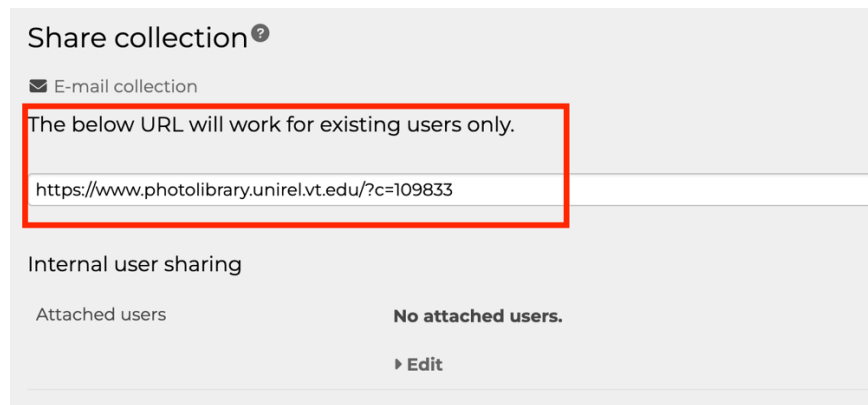 Share collection?
E-mail collection
The below URL will work for existing users only.
https://www.photolibrary.unirel.vt.edu/?c=109833
Internal user sharing
Attached users No attached users.
Edit